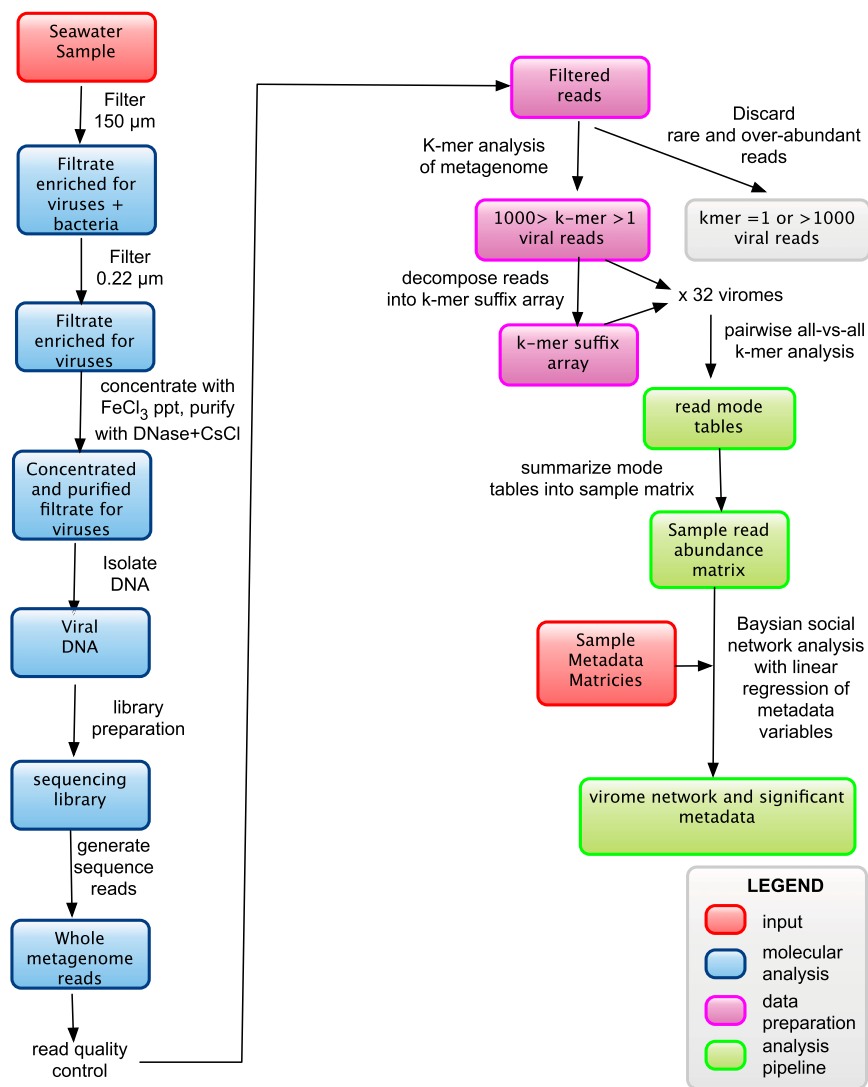 Seawater
Sample
Filter
150 µm
Filtrate
enriched for
viruses +
bacteria
Filter
0.22 µm
Filtrate
enriched for
viruses
concentrate with
FeCl3 ppt, purify
with DNase+CsCl
Concentrated
and purified
filtrate for
viruses
Isolate
DNA
Viral
DNA
library
preparation
sequencing
library
generate
sequence
reads
Whole
metagenome
reads
read quality
control
Filtered
reads
K-mer analysis
of metagenome
Discard
rare and over-abundant
reads
1000> k-mer >1
viral reads
kmer =1 or >1000
viral reads
decompose reads
into k-mer suffix array
x 32 viromes
k-mer suffix
array
pairwise all-vs-all
k-mer analysis
read mode
tables
summarize mode
tables into sample matrix
Sample read
abundance
matrix
Sample
Metadata
Matricies
Baysian social
network analysis
with linear
regression of
metadata
variables
virome network and significant
metadata
LEGEND
input
molecular
analysis
data
preparation
analysis
pipeline